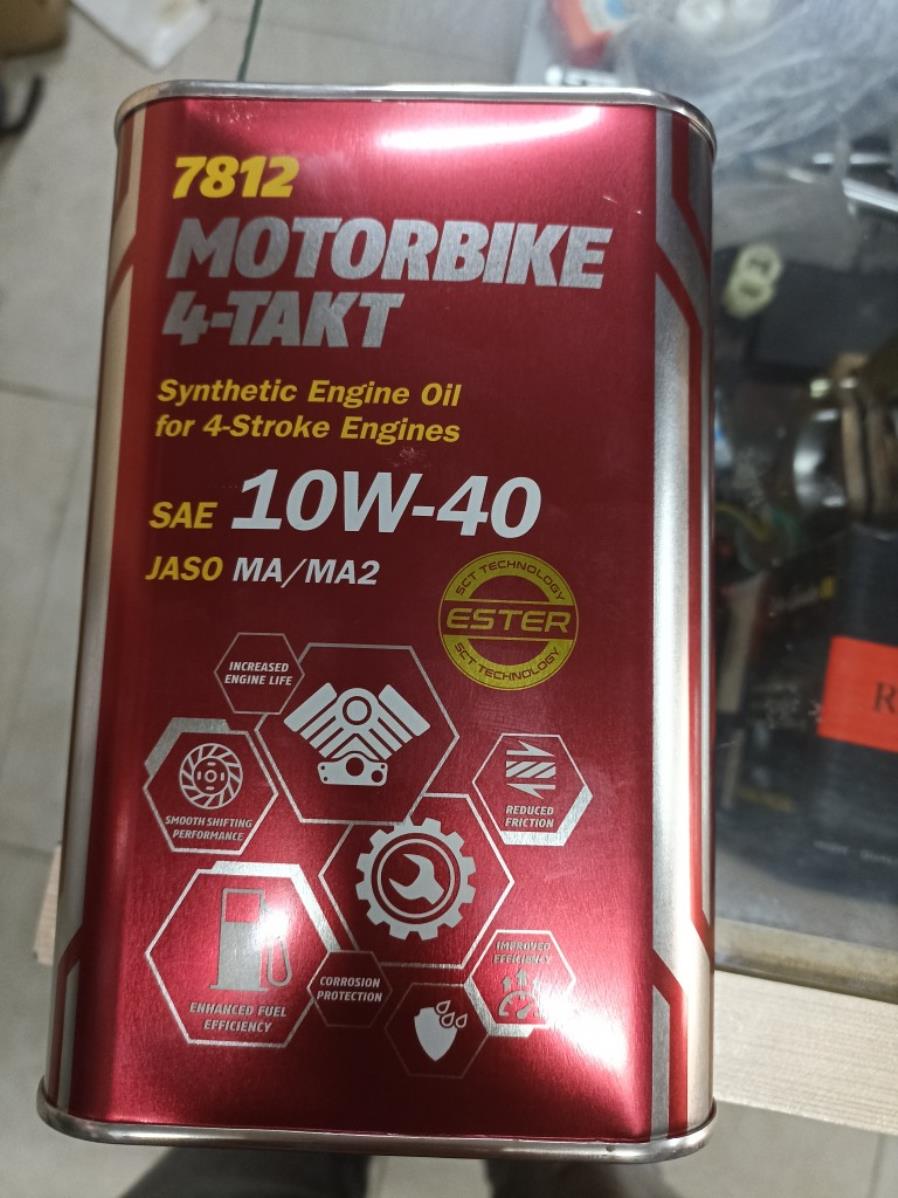 7812
MOTORBIKE
4-TAKT
Synthetic Engine Oil
for 4-Stroke Engines
SAE 10W-40
JASO MA/MA2
SCT TECHNOLOGY
ESTER
SCT TECHNOLOGY
INCREASED
ENGINE LIFE
SMOOTH SHIFTING
PERFORMANCE
REDUCED
FRICTION
ENHANCED FUEL
EFFICIENCY
CORROSION
PROTECTION
IMPROVED
EFFICIENCY
R